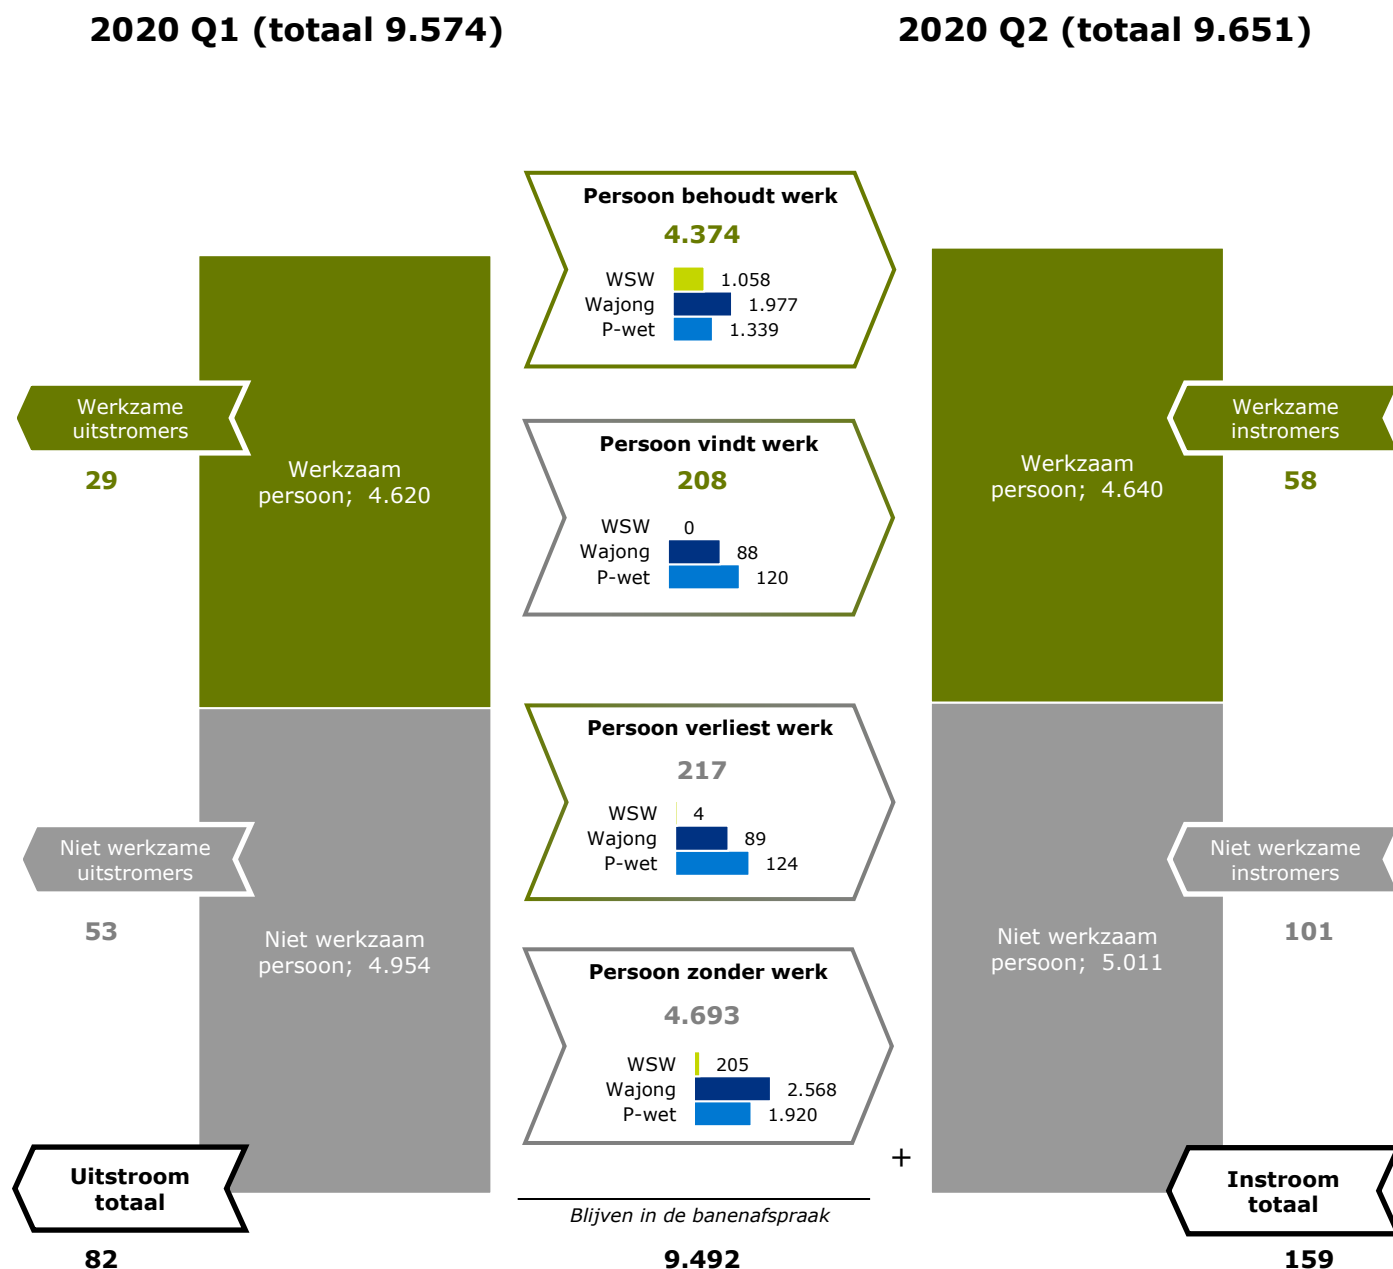 2020 Q1 (totaal 9.574)
2020 Q2 (totaal 9.651)
Persoon behoudt werk
4.374
WSW 1.058
Wajong 1.977
P-wet 1.339
Werkzame
uitstromers
29
Werkzaam
persoon; 4.620
Persoon vindt werk
208
WSW 0
Wajong 88
P-wet 120
Werkzaam
persoon; 4.640
Werkzame
instromers
58
Persoon verliest werk
217
WSW 4
Wajong 89
P-wet 124
Niet werkzame
uitstromers
53
Niet werkzaam
persoon; 4.954
Persoon zonder werk
4.693
WSW 205
Wajong 2.568
P-wet 1.920
Niet werkzaam
persoon; 5.011
Niet werkzame
instromers
101
+
Uitstroom
totaal
82
Blijven in de banenafspraak
9.492
Instroom
totaal
159